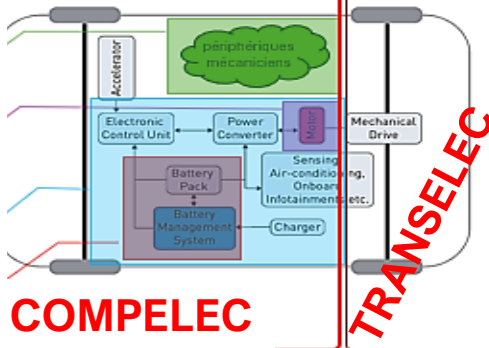 périphériques
mécaniciens
Accelerator
Electronic
Control Unit
Power
Converter
Motor
Mechanical
Drive
Sensing
Air-conditioning,
Onboard
Infotainments etc.
Battery
Pack
Battery
Management
System
Charger
COMPELEC
TRANSELEC